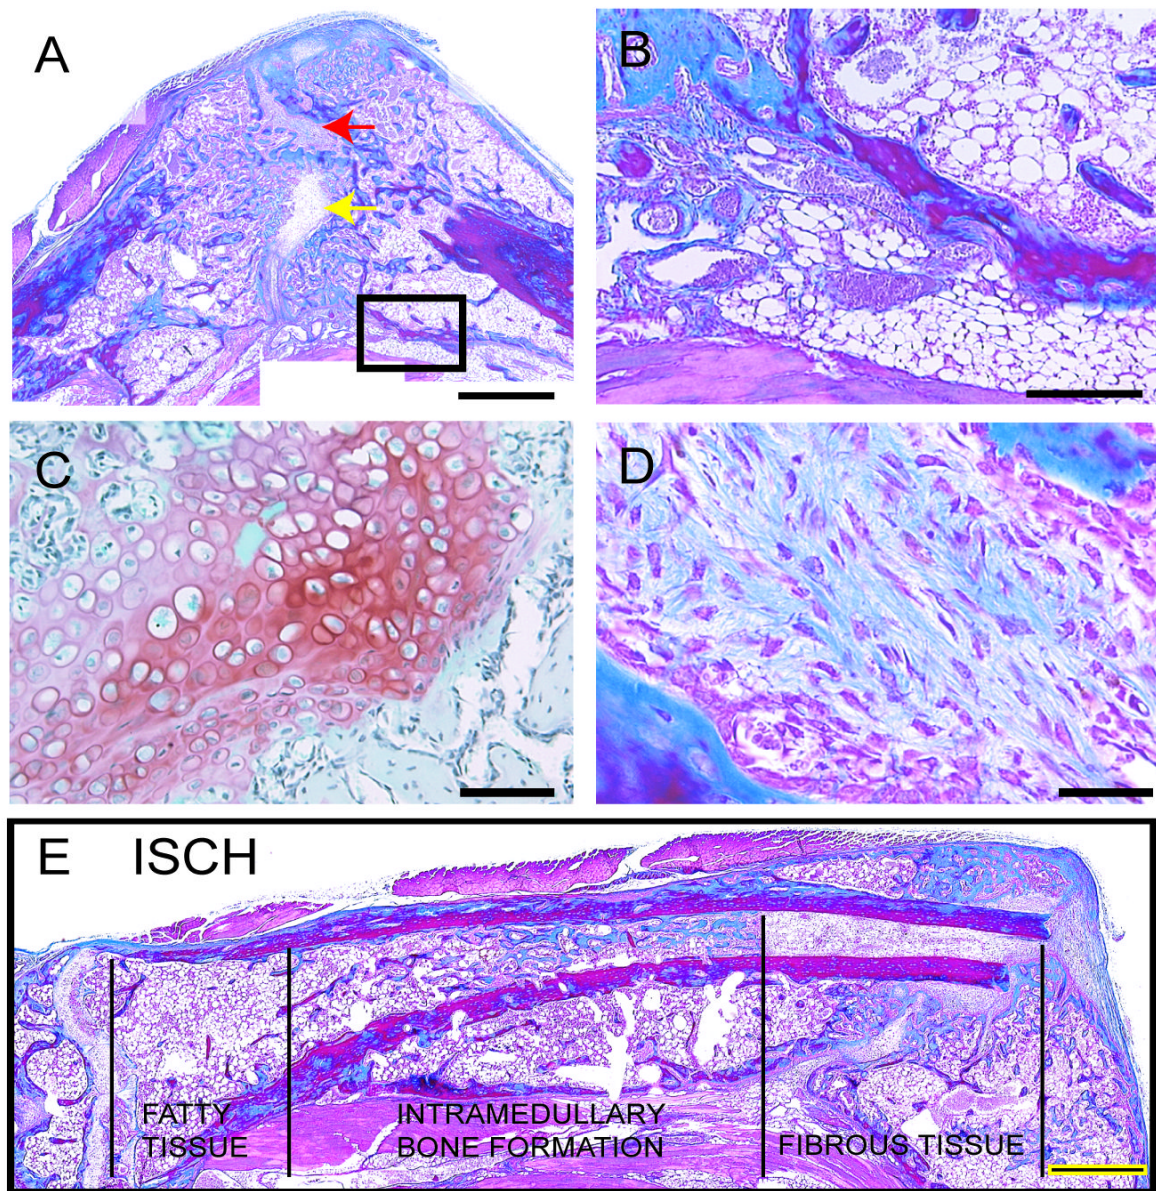 A
B
C
D
E ISCH
FATTY
TISSUE
INTRAMEDULLARY
BONE FORMATION
FIBROUS TISSUE